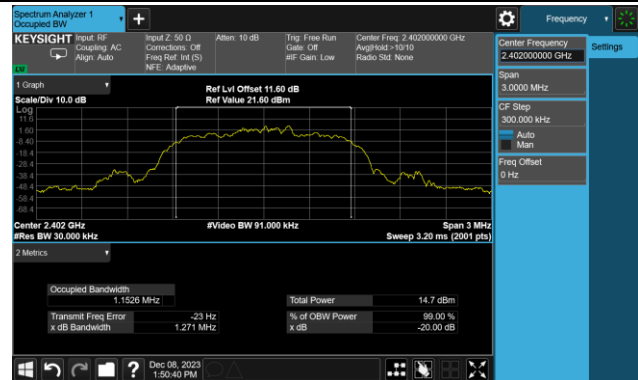 Spectrum Analyzer 1
Occupied BW
Frequency
KEYSIGHT
Input: RF
Coupling: AC
Align: Auto
Input Z: 50 Ω
Corrections: Off
Freq Ref: Int (S)
NFE: Adaptive
Atten: 10 dB
Trig: Free Run
Gate: Off
#IF Gain: Low
Center Freq: 2.402000000 GHz
Avg|Hold:>10/10
Radio Std: None
Center Frequency
2.402000000 GHz
Settings
Span
3.0000 MHz
CF Step
300.000 kHz
Auto
Man
Freq Offset
0 Hz
1 Graph
Scale/Div 10.0 dB
Ref Lvl Offset 11.60 dB
Ref Value 21.60 dBm
Log
11.6
1.60
-8.40
-18.4
-28.4
-38.4
-48.4
-58.4
-68.4
Center 2.402 GHz
#Video BW 91.000 kHz
Span 3 MHz
#Res BW 30.000 kHz
Sweep 3.20 ms (2001 pts)
2 Metrics
Occupied Bandwidth
1.1526 MHz
Total Power
14.7 dBm
Transmit Freq Error
-23 Hz
% of OBW Power
99.00 %
x dB Bandwidth
1.271 MHz
x dB
-20.00 dB
Dec 08, 2023
1:50:40 PM